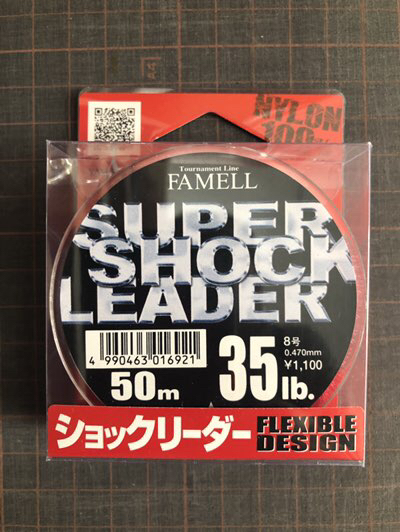 NYLON
Tournament Line
FAMELL
SUPER
SHOCK
LEADER
4 990463 016921
50m
35lb.
8号
0.470mm
¥1,100
ショックリーダー
FLEXIBLE
DESIGN
A4